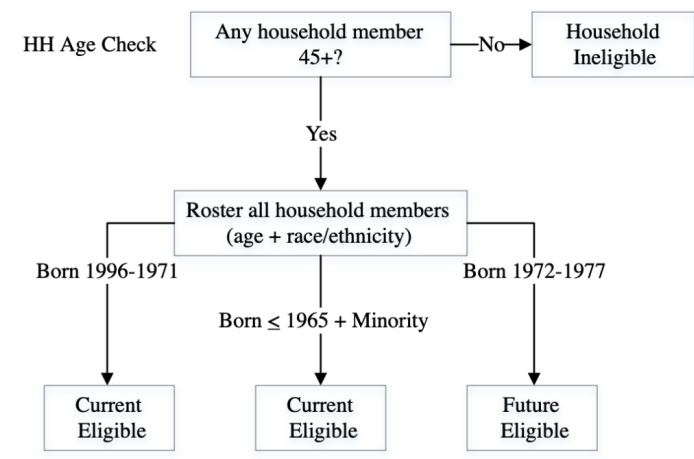 HH Age Check
Any household member
45+?
No
Household
Ineligible
Yes
Roster all household members
(age + race/ethnicity)
Born 1996-1971
Born 1972-1977
Born ≤ 1965 + Minority
Current
Eligible
Current
Eligible
Future
Eligible